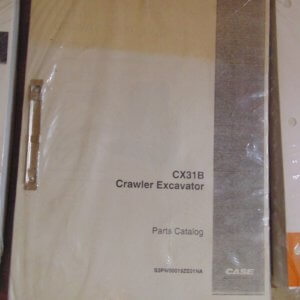 CX31B
Crawler Excavator
Parts Catalog
CASE